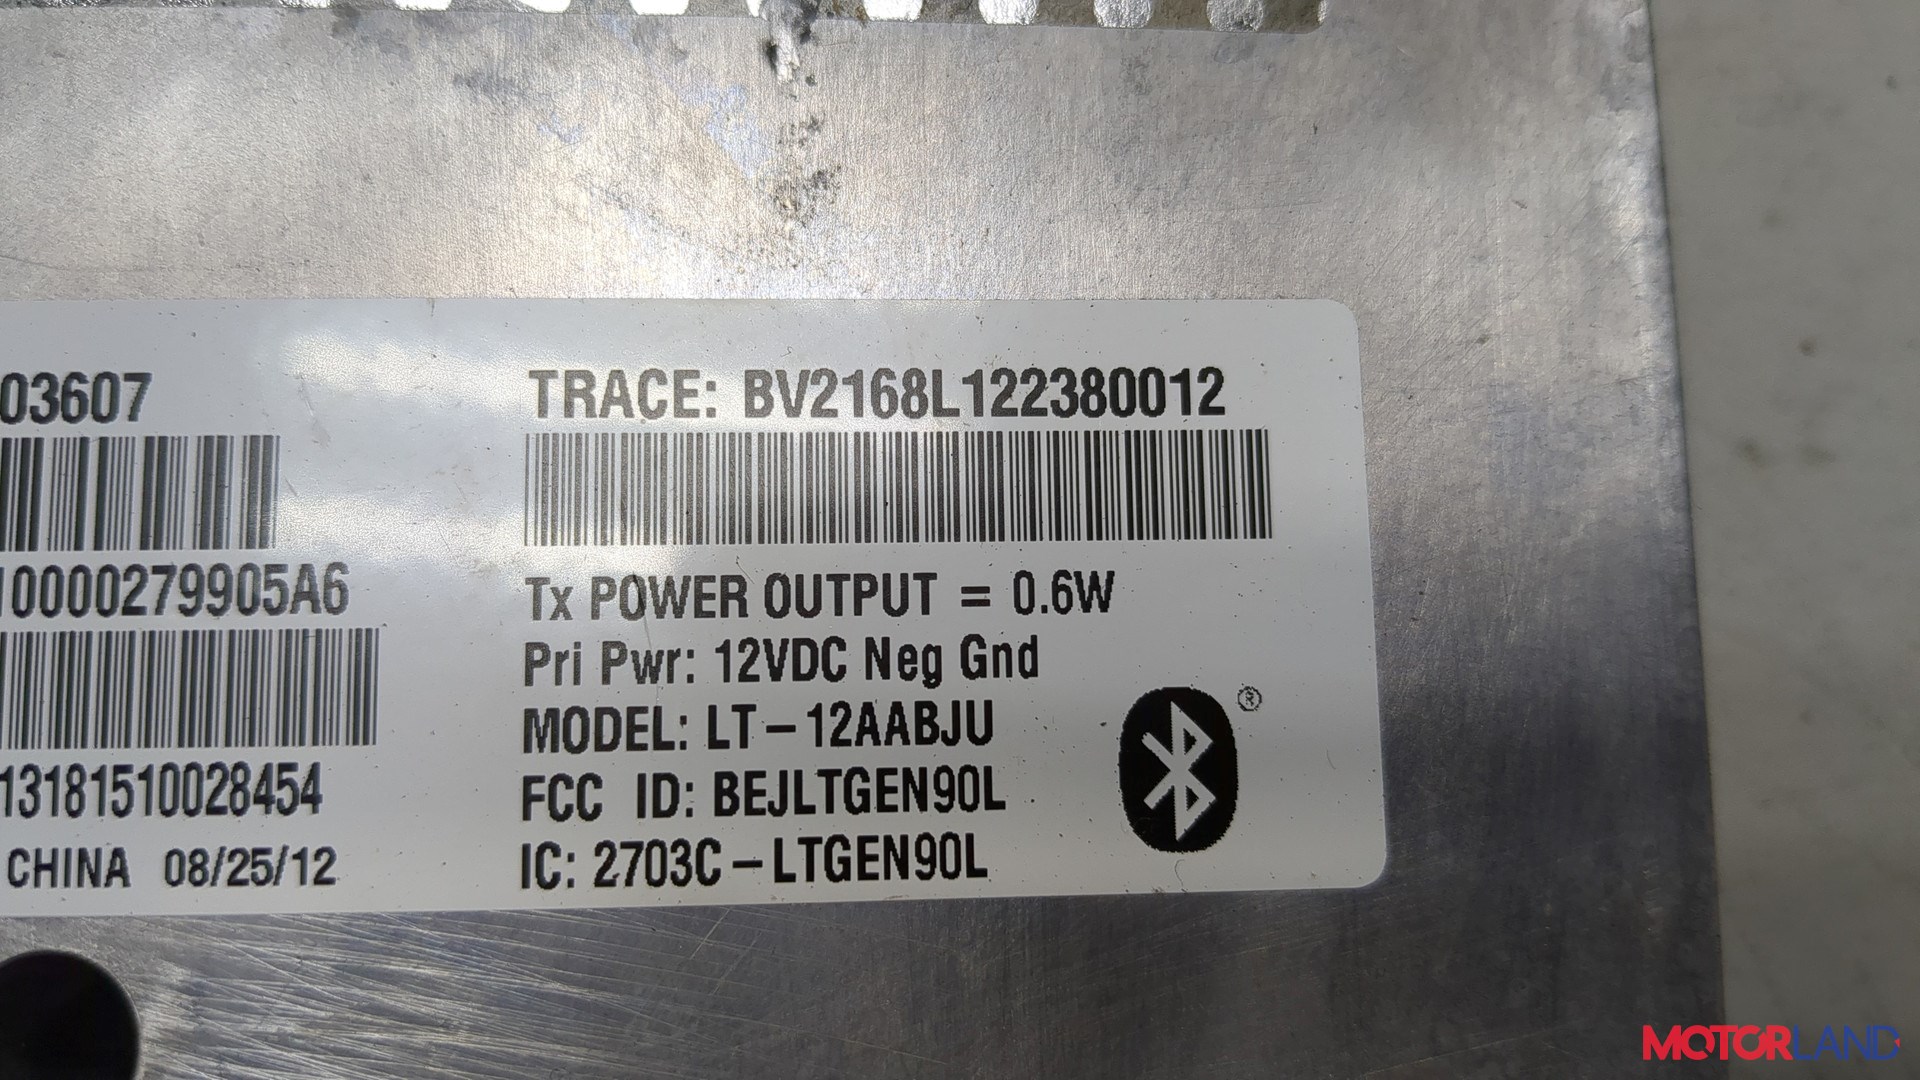 03607
10000279905A6
13181510028454
CHINA 08/25/12
TRACE: BV2168L122380012
Tx POWER OUTPUT = 0.6W
Pri Pwr: 12VDC Neg Gnd
MODEL: LT-12AABJU
FCC ID: BEJLTGEN90L
IC: 2703C-LTGEN90L
®
MOTORLAND